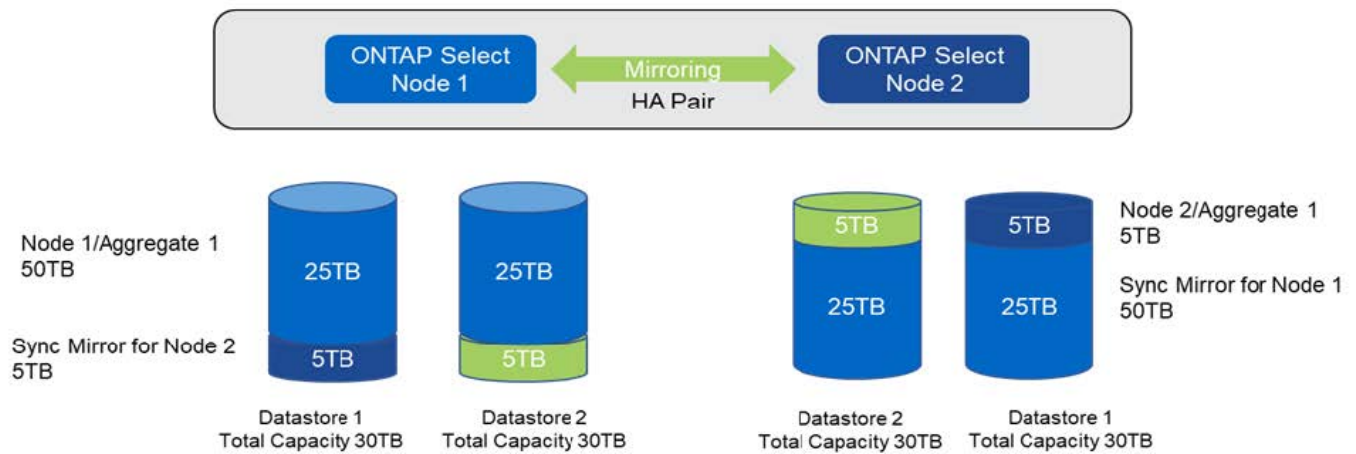 ONTAP Select
Node 1
Mirroring
HA Pair
ONTAP Select
Node 2
Node 1/Aggregate 1
50TB
Sync Mirror for Node 2
5TB
25TB
5TB
25TB
5TB
5TB
25TB
5TB
25TB
Node 2/Aggregate 1
5TB
Sync Mirror for Node 1
50TB
Datastore 1
Total Capacity 30TB
Datastore 2
Total Capacity 30TB
Datastore 2
Total Capacity 30TB
Datastore 1
Total Capacity 30TB